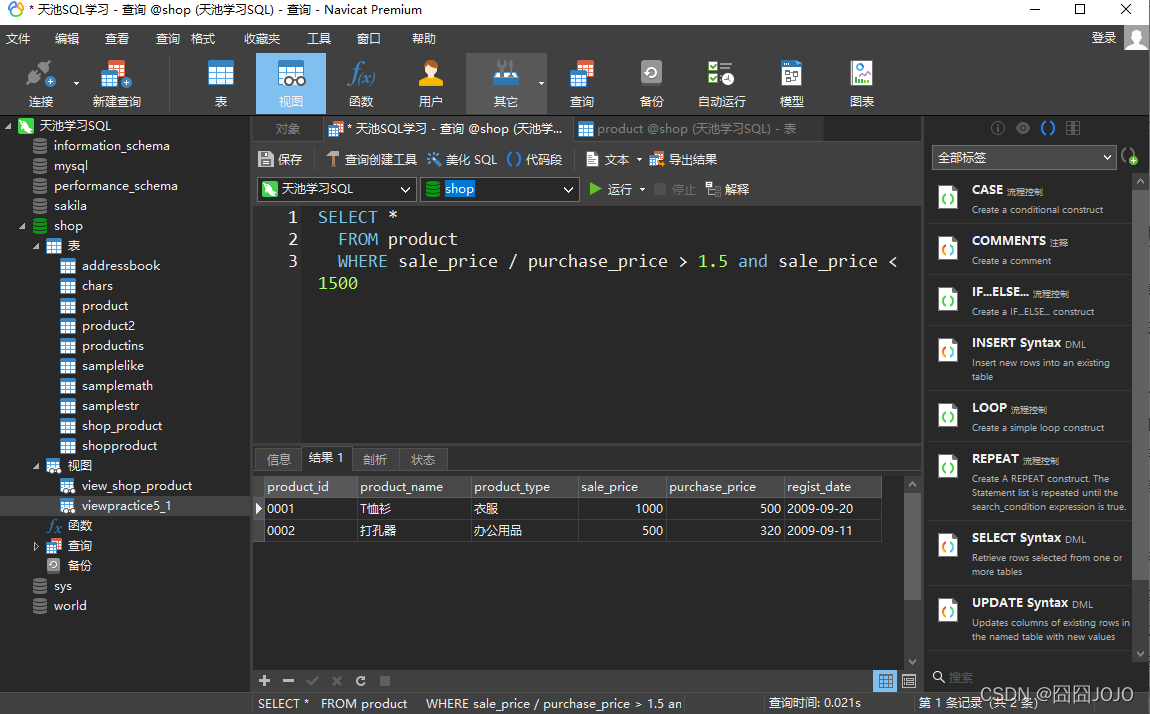 * 天池SQL学习 - 查询 @shop (天池学习SQL) - 查询 - Navicat Premium
文件 编辑 查看 查询 格式 收藏夹 工具 窗口 帮助 登录
连接 新建查询 表 视图 函数 用户 其它 查询 备份 自动运行 模型 图表
天池学习SQL
information_schema
mysql
performance_schema
sakila
shop
表
addressbook
chars
product
product2
productins
samplelike
samplemath
samplestr
shop_product
shopproduct
视图
view_shop_product
viewpractice5_1
函数
查询
备份
sys
world
对象 * 天池SQL学习 - 查询 @shop (天池学... product @shop (天池学习SQL) - 表
保存 查询创建工具 美化 SQL 代码段 文本 导出结果
天池学习SQL shop 运行 停止 解释
1 SELECT *
2 FROM product
3 WHERE sale_price / purchase_price > 1.5 and sale_price <
1500
信息 结果 1 剖析 状态
product_id product_name product_type sale_price purchase_price regist_date
0001 T恤衫 衣服 1000 500 2009-09-20
0002 打孔器 办公用品 500 320 2009-09-11
SELECT * FROM product WHERE sale_price / purchase_price > 1.5 an 查询时间: 0.021s 第 1 条记录 (共 2 条)
全部标签
CASE 流程控制
Create a conditional construct
COMMENTS 注释
Create a comment
IF...ELSE... 流程控制
Create a IF...ELSE... construct
INSERT Syntax DML
Insert new rows into an existing
table
LOOP 流程控制
Create a simple loop construct
REPEAT 流程控制
Create A REPEAT construct. The
Statement list is repeated until the
search_condition expression is true.
SELECT Syntax DML
Retrieve rows selected from one or
more tables
UPDATE Syntax DML
Updates columns of existing rows in
the named table with new values
搜索
CSDN @囧囧JOJO